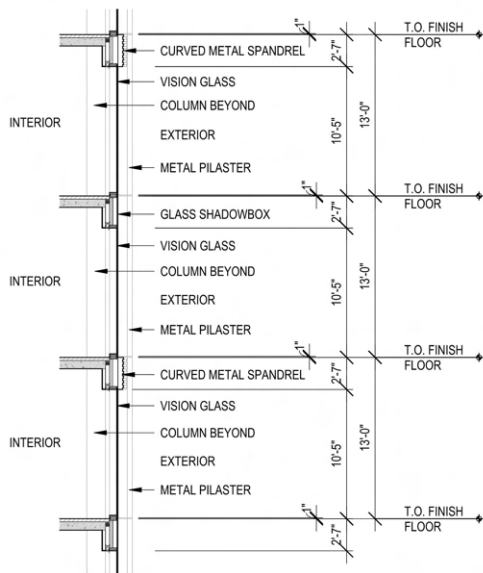 T.O. FINISH
FLOOR
1"
2'-7"
CURVED METAL SPANDREL
VISION GLASS
COLUMN BEYOND
INTERIOR
EXTERIOR
10'-5"
13'-0"
METAL PILASTER
T.O. FINISH
FLOOR
1"
2'-7"
GLASS SHADOWBOX
VISION GLASS
COLUMN BEYOND
INTERIOR
EXTERIOR
10'-5"
13'-0"
METAL PILASTER
T.O. FINISH
FLOOR
1"
2'-7"
CURVED METAL SPANDREL
VISION GLASS
COLUMN BEYOND
INTERIOR
EXTERIOR
10'-5"
13'-0"
METAL PILASTER
T.O. FINISH
FLOOR
1"
2'-7"